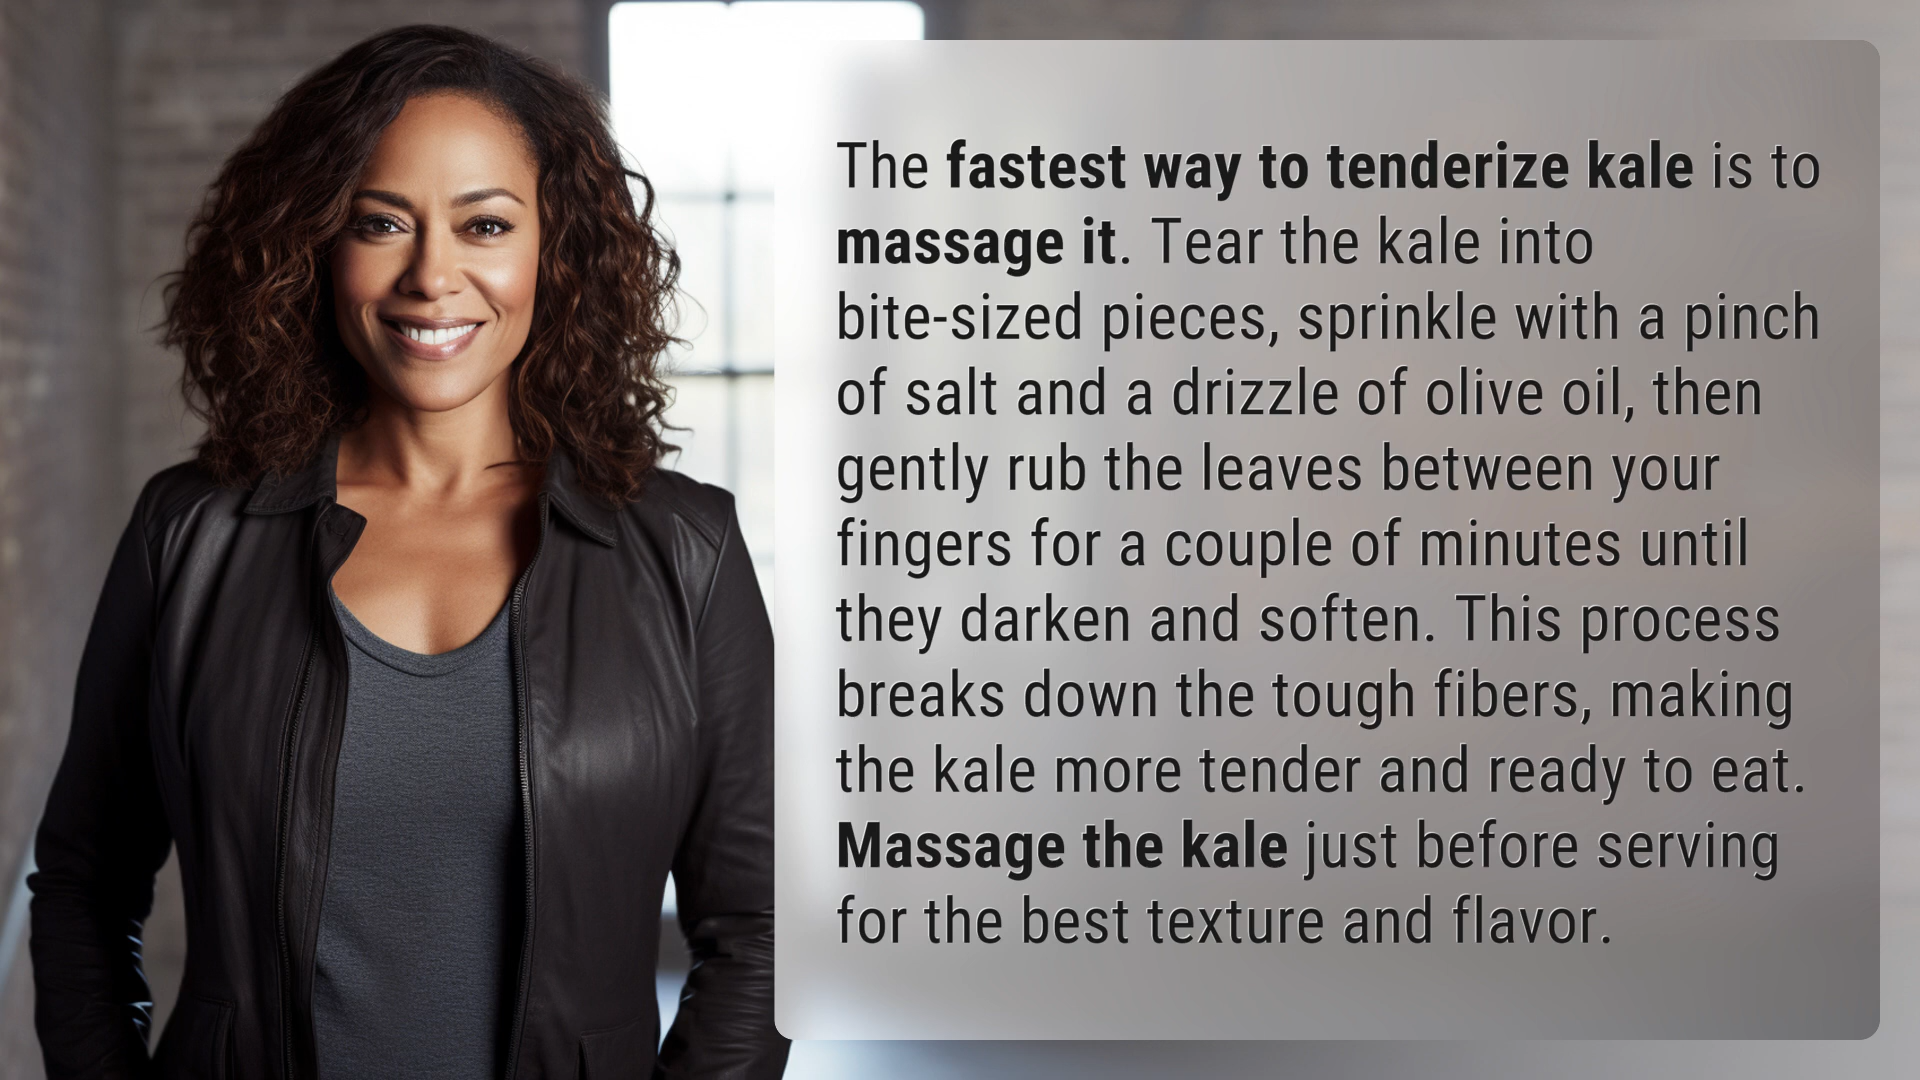 The fastest way to tenderize kale is to
massage it. Tear the kale into
bite-sized pieces, sprinkle with a pinch
of salt and a drizzle of olive oil, then
gently rub the leaves between your
fingers for a couple of minutes until
they darken and soften. This process
breaks down the tough fibers, making
the kale more tender and ready to eat.
Massage the kale just before serving
for the best texture and flavor.